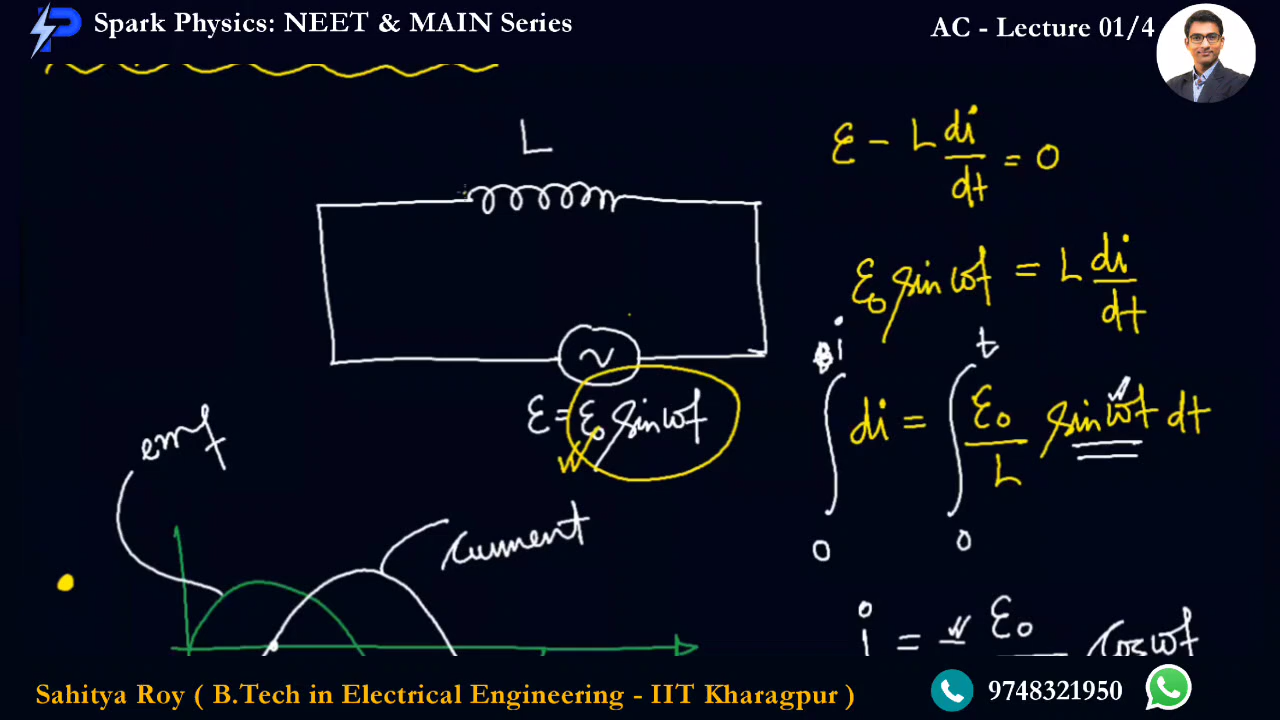 Spark Physics: NEET & MAIN Series
AC - Lecture 01/4
L
ε - L di/dt = 0
ε₀ sin ωt = L di/dt
ε = ε₀ sin ωt
∫₀ⁱ di = ∫₀ᵗ ε₀/L sin ωt dt
emf
current
i = - ε₀ cos ωt
Sahitya Roy ( B.Tech in Electrical Engineering - IIT Kharagpur )
9748321950